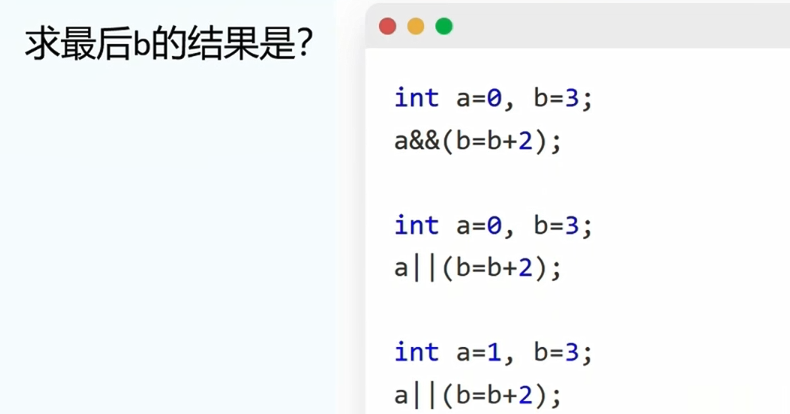 求最后b的结果是?
int a=0, b=3;
a&&(b=b+2);
int a=0, b=3;
a||(b=b+2);
int a=1, b=3;
a||(b=b+2);